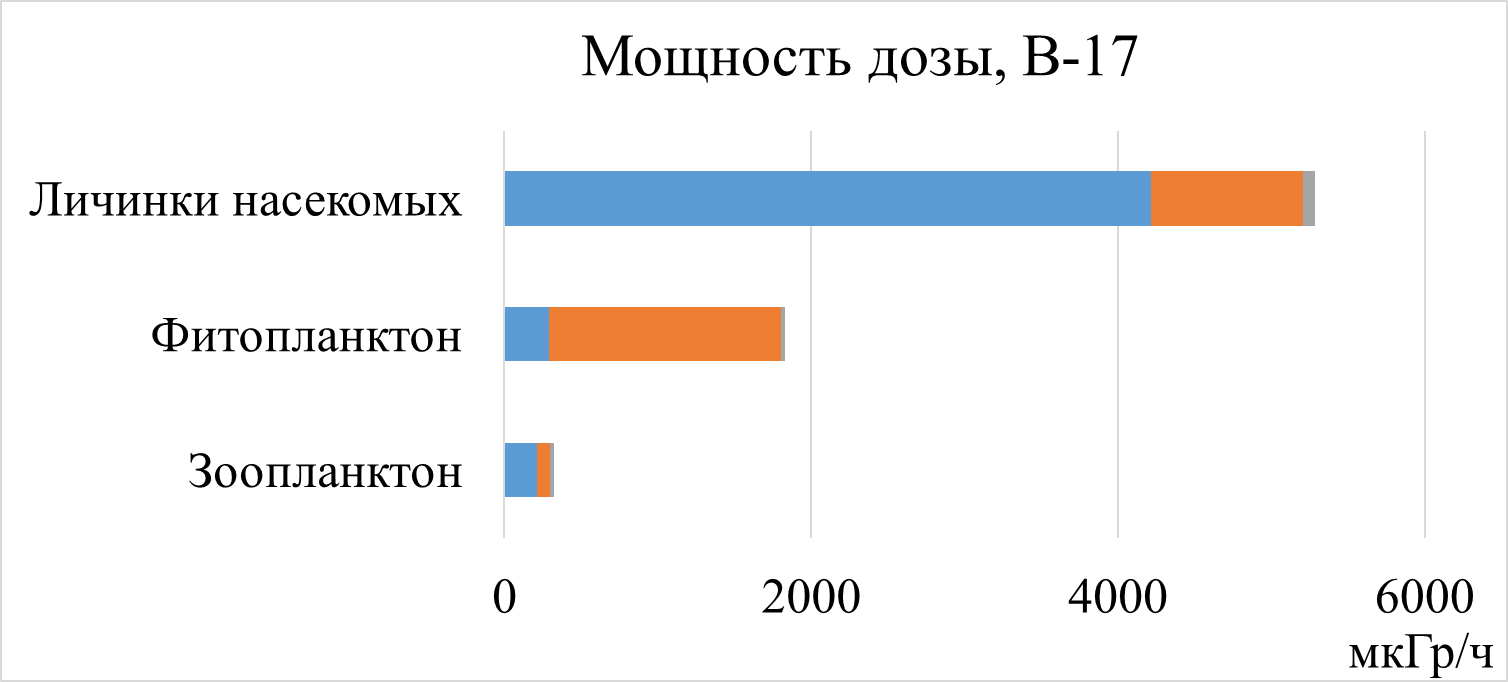 Мощность дозы, В-17
Личинки насекомых
Фитопланктон
Зоопланктон
0 2000 4000 6000
мкГр/ч